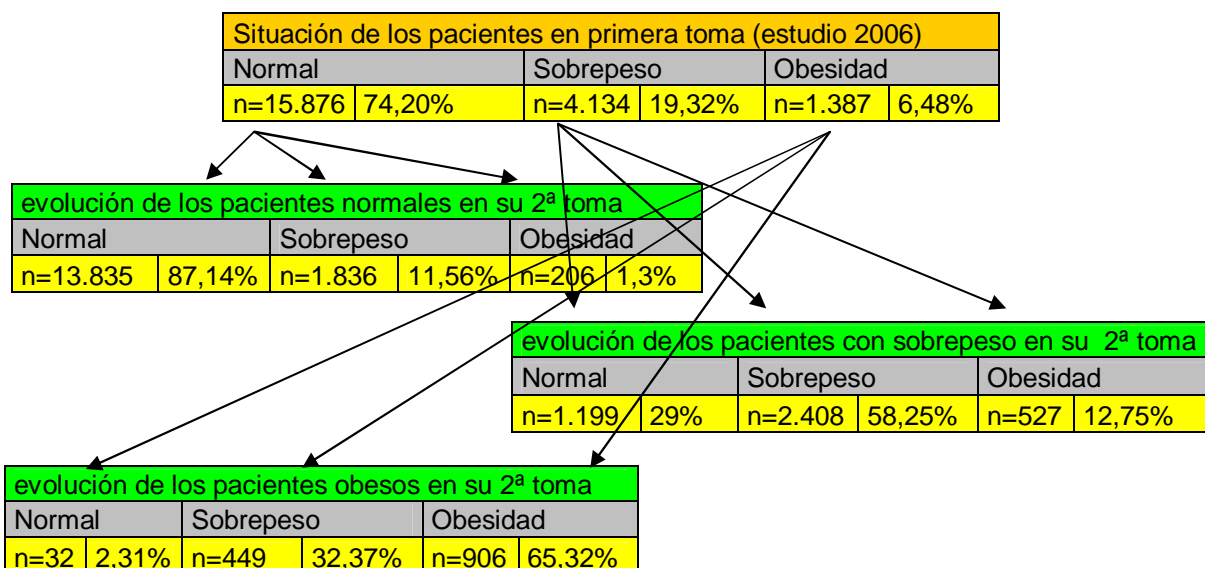 Situación de los pacientes en primera toma (estudio 2006)
Normal Sobrepeso Obesidad
n=15.876 74,20% n=4.134 19,32% n=1.387 6,48%
evolución de los pacientes normales en su 2ª toma
Normal Sobrepeso Obesidad
n=13.835 87,14% n=1.836 11,56% n=206 1,3%
evolución de los pacientes con sobrepeso en su 2ª toma
Normal Sobrepeso Obesidad
n=1.199 29% n=2.408 58,25% n=527 12,75%
evolución de los pacientes obesos en su 2ª toma
Normal Sobrepeso Obesidad
n=32 2,31% n=449 32,37% n=906 65,32%